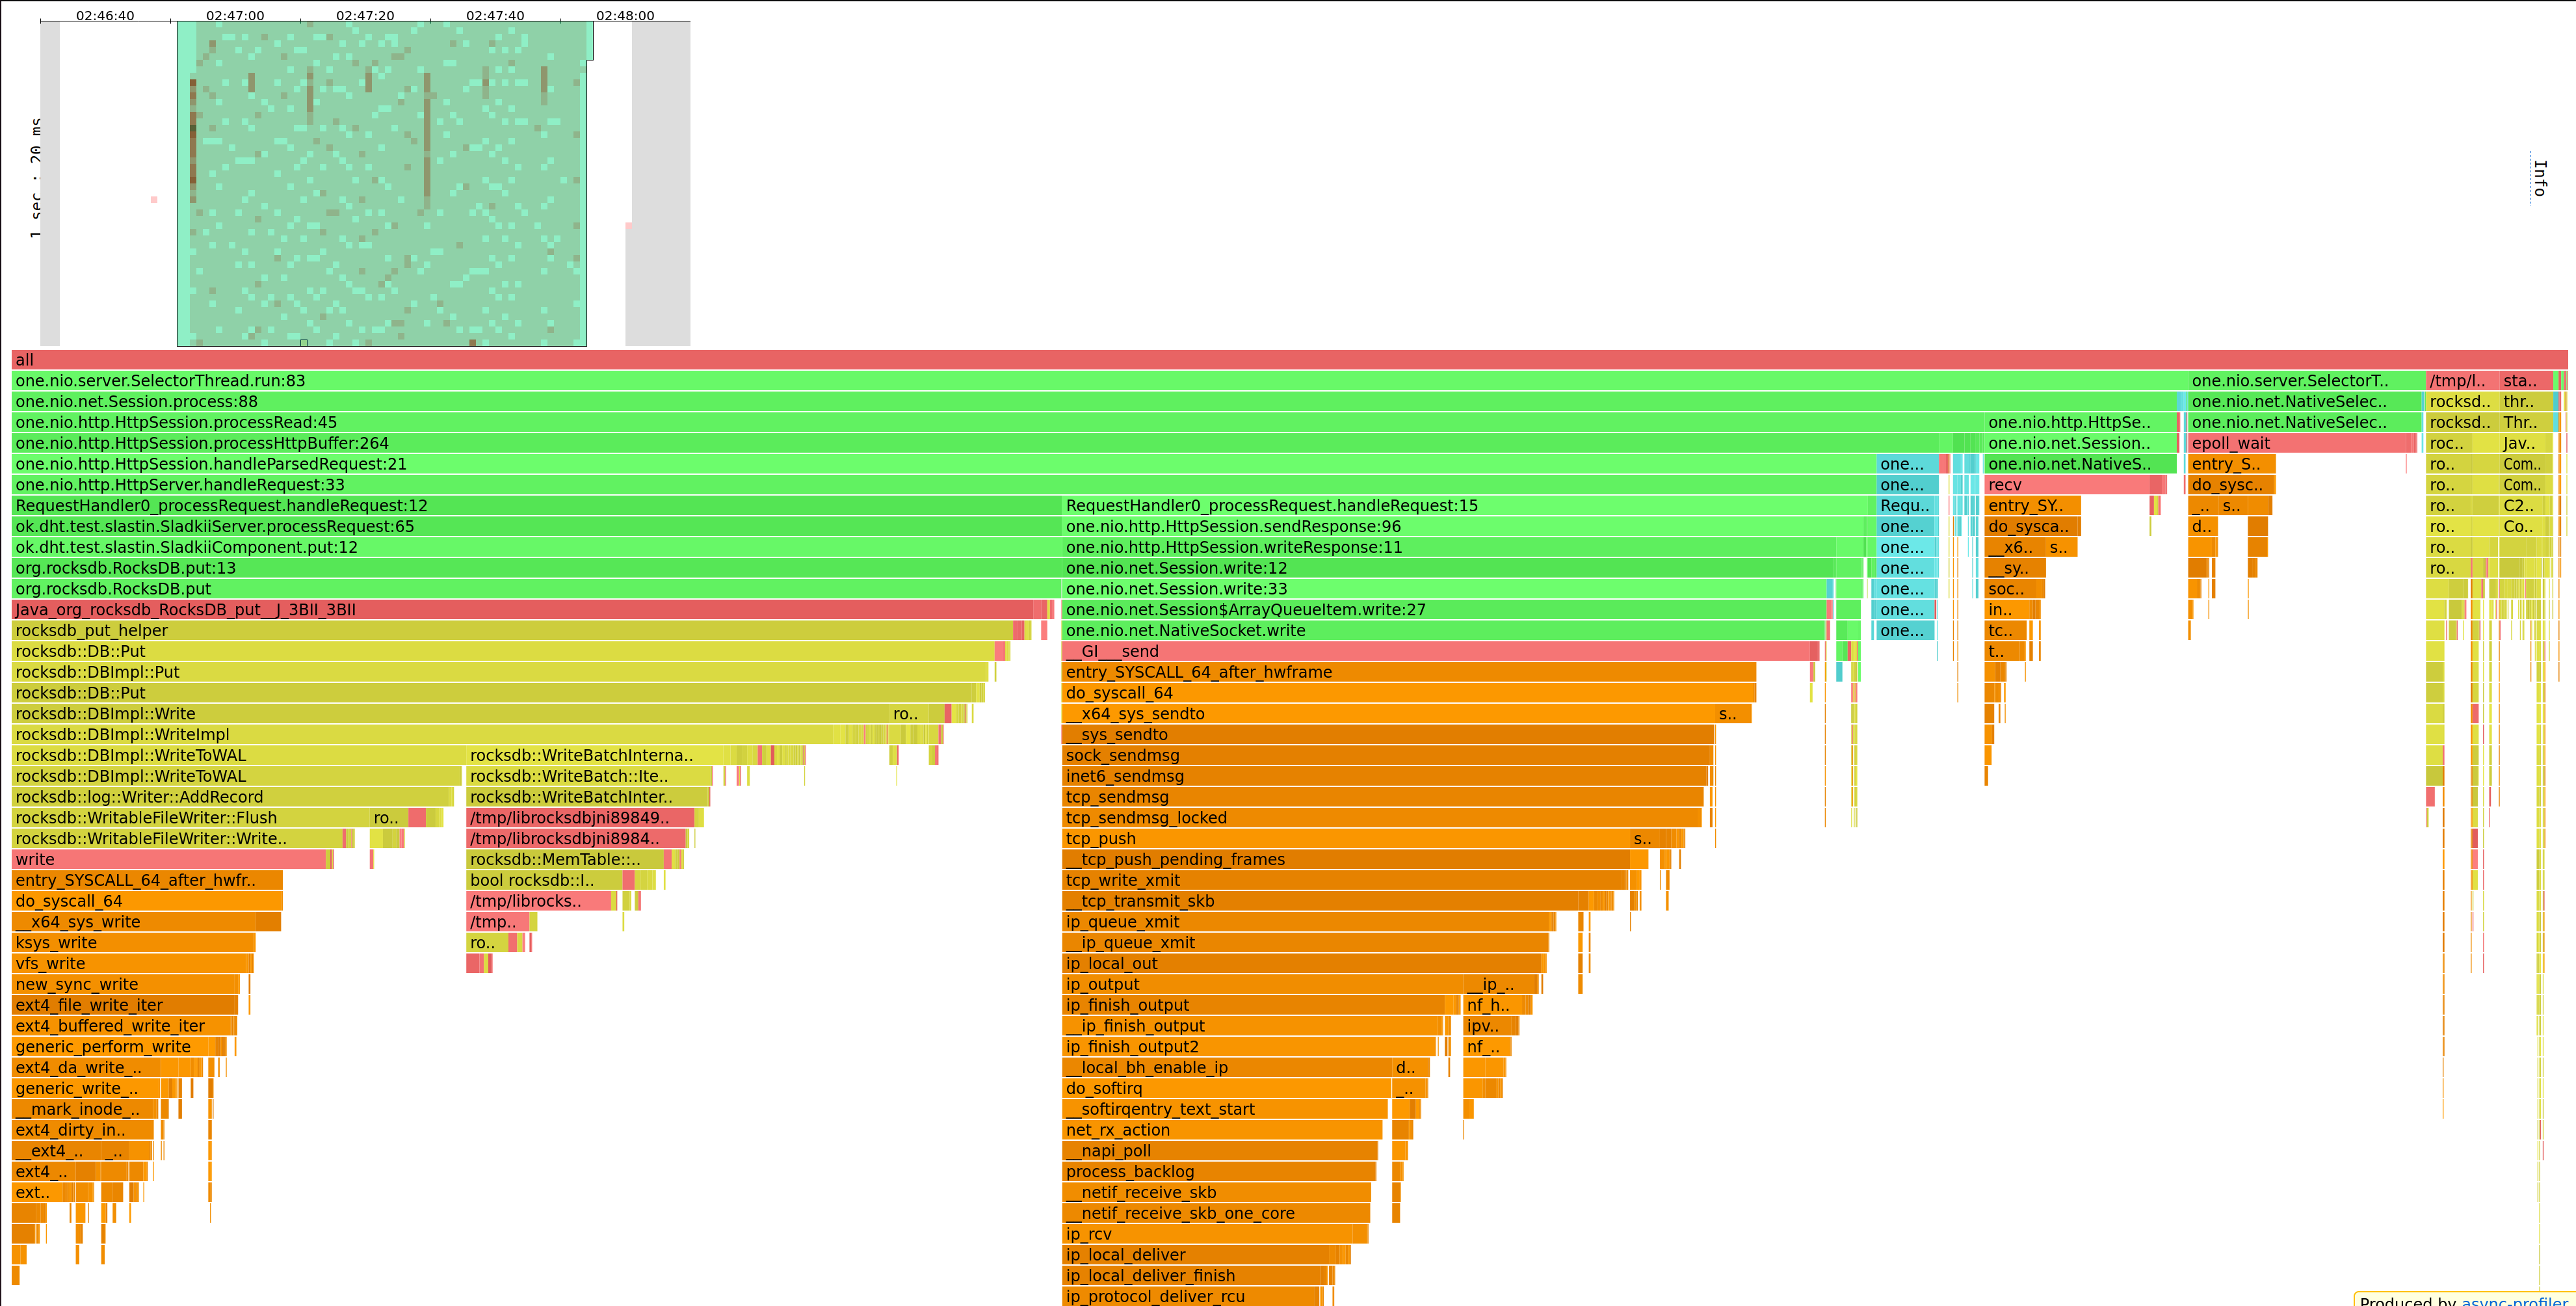 02:46:40 02:47:00 02:47:20 02:47:40 02:48:00
1 sec : 20 ms
Info
all
one.nio.server.SelectorThread.run:83 one.nio.server.SelectorT.. /tmp/l.. sta..
one.nio.net.Session.process:88 one.nio.net.NativeSelec.. rocksd.. thr..
one.nio.http.HttpSession.processRead:45 one.nio.http.HttpSe.. one.nio.net.NativeSelec.. rocksd.. Thr..
one.nio.http.HttpSession.processHttpBuffer:264 one.nio.net.Session.. epoll_wait roc.. Jav..
one.nio.http.HttpSession.handleParsedRequest:21 one... one.nio.net.NativeS.. entry_S.. ro.. Com..
one.nio.http.HttpServer.handleRequest:33 one... recv do_sysc.. ro.. Com..
RequestHandler0_processRequest.handleRequest:12 RequestHandler0_processRequest.handleRequest:15 Requ.. entry_SY.. _.. s.. ro.. C2..
ok.dht.test.slastin.SladkiiServer.processRequest:65 one.nio.http.HttpSession.sendResponse:96 one... do_sysca.. d.. ro.. Co..
ok.dht.test.slastin.SladkiiComponent.put:12 one.nio.http.HttpSession.writeResponse:11 one... __x6.. s.. ro..
org.rocksdb.RocksDB.put:13 one.nio.net.Session.write:12 one... __sy.. ro..
org.rocksdb.RocksDB.put one.nio.net.Session.write:33 one... soc..
Java_org_rocksdb_RocksDB_put__J_3BII_3BII one.nio.net.Session$ArrayQueueItem.write:27 one... in..
rocksdb_put_helper one.nio.net.NativeSocket.write one... tc..
rocksdb::DB::Put __GI___send t..
rocksdb::DBImpl::Put entry_SYSCALL_64_after_hwframe
rocksdb::DB::Put do_syscall_64
rocksdb::DBImpl::Write ro.. __x64_sys_sendto s..
rocksdb::DBImpl::WriteImpl __sys_sendto
rocksdb::DBImpl::WriteToWAL rocksdb::WriteBatchInterna.. sock_sendmsg
rocksdb::DBImpl::WriteToWAL rocksdb::WriteBatch::Ite.. inet6_sendmsg
rocksdb::log::Writer::AddRecord rocksdb::WriteBatchInter.. tcp_sendmsg
rocksdb::WritableFileWriter::Flush ro.. /tmp/librocksdbjni89849.. tcp_sendmsg_locked
rocksdb::WritableFileWriter::Write.. /tmp/librocksdbjni8984.. tcp_push s..
write rocksdb::MemTable::.. __tcp_push_pending_frames
entry_SYSCALL_64_after_hwfr.. bool rocksdb::I.. tcp_write_xmit
do_syscall_64 /tmp/librocks.. __tcp_transmit_skb
__x64_sys_write /tmp.. ip_queue_xmit
ksys_write ro.. __ip_queue_xmit
vfs_write ip_local_out
new_sync_write ip_output __ip_..
ext4_file_write_iter ip_finish_output nf_h..
ext4_buffered_write_iter __ip_finish_output ipv..
generic_perform_write ip_finish_output2 nf_..
ext4_da_write_.. __local_bh_enable_ip d..
generic_write_.. do_softirq _..
__mark_inode_.. __softirqentry_text_start
ext4_dirty_in.. net_rx_action
__ext4_.. _.. __napi_poll
ext4_.. process_backlog
ext.. __netif_receive_skb
__netif_receive_skb_one_core
ip_rcv
ip_local_deliver
ip_local_deliver_finish
ip_protocol_deliver_rcu
Produced by async-profiler